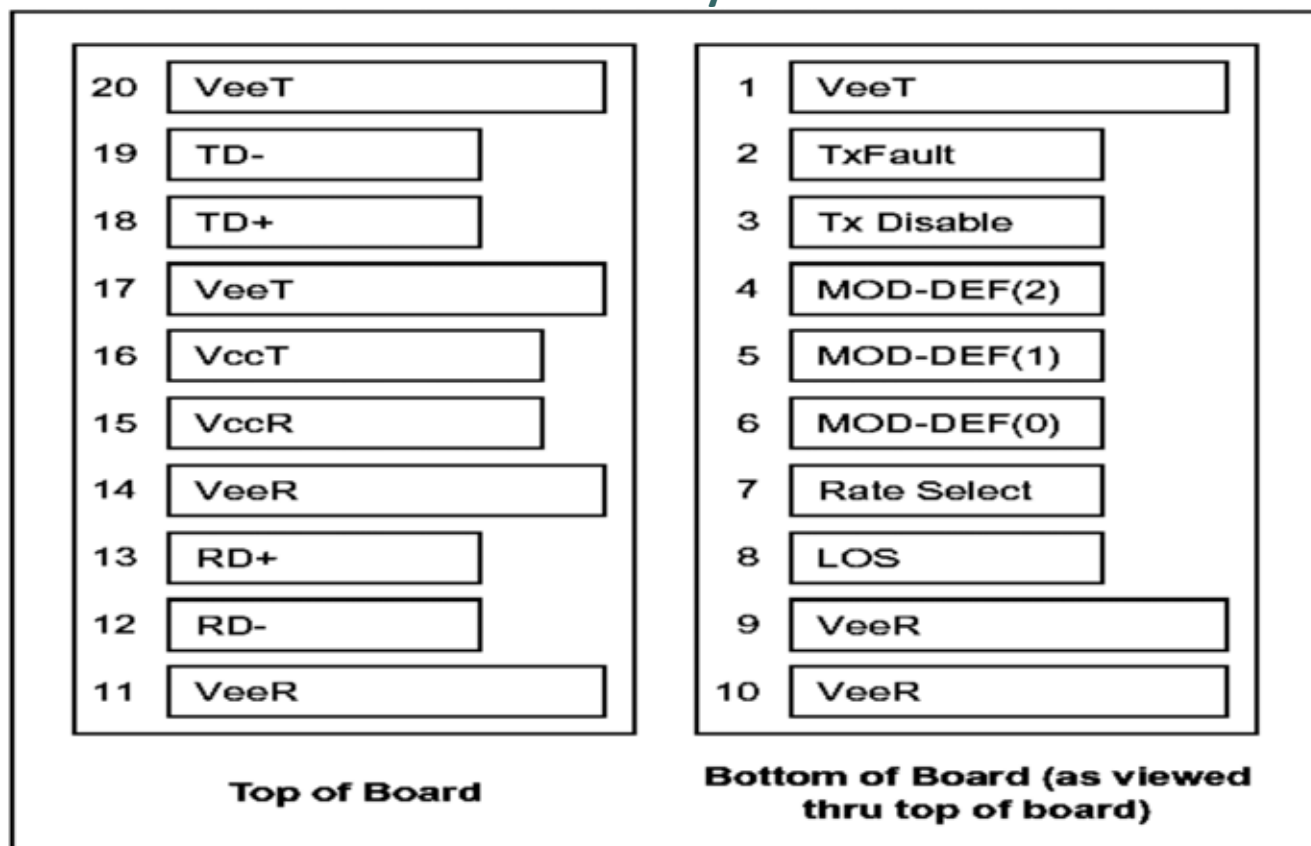 20 VeeT
19 TD-
18 TD+
17 VeeT
16 VccT
15 VccR
14 VeeR
13 RD+
12 RD-
11 VeeR
Top of Board
1 VeeT
2 TxFault
3 Tx Disable
4 MOD-DEF(2)
5 MOD-DEF(1)
6 MOD-DEF(0)
7 Rate Select
8 LOS
9 VeeR
10 VeeR
Bottom of Board (as viewed
thru top of board)